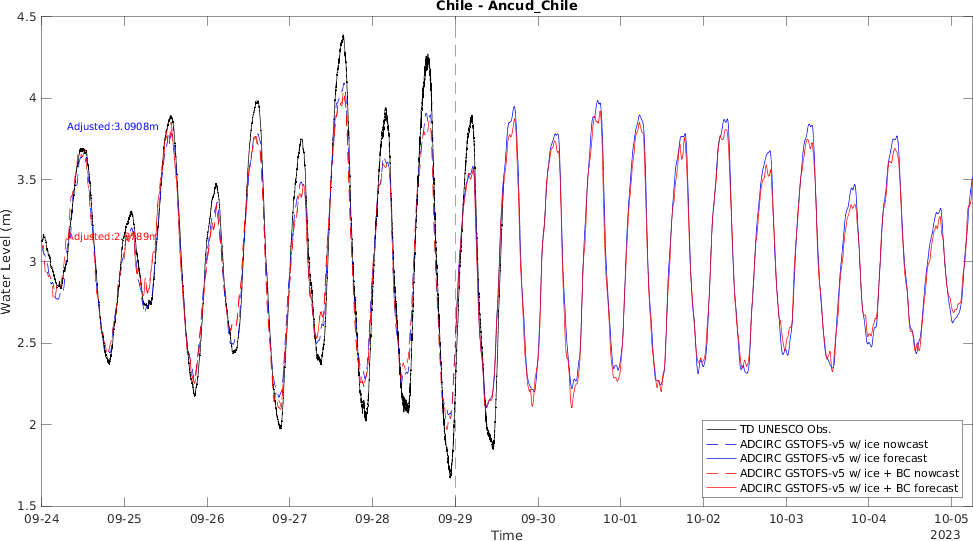 Chile - Ancud_Chile
4.5
4
3.5
3
2.5
2
1.5
Water Level (m)
Adjusted:3.0908m
TD UNESCO Obs.
ADCIRC GSTOFS-v5 w/ ice nowcast
ADCIRC GSTOFS-v5 w/ ice forecast
ADCIRC GSTOFS-v5 w/ ice + BC nowcast
ADCIRC GSTOFS-v5 w/ ice + BC forecast
09-24 09-25 09-26 09-27 09-28 09-29 09-30 10-01 10-02 10-03 10-04 10-05
Time
2023